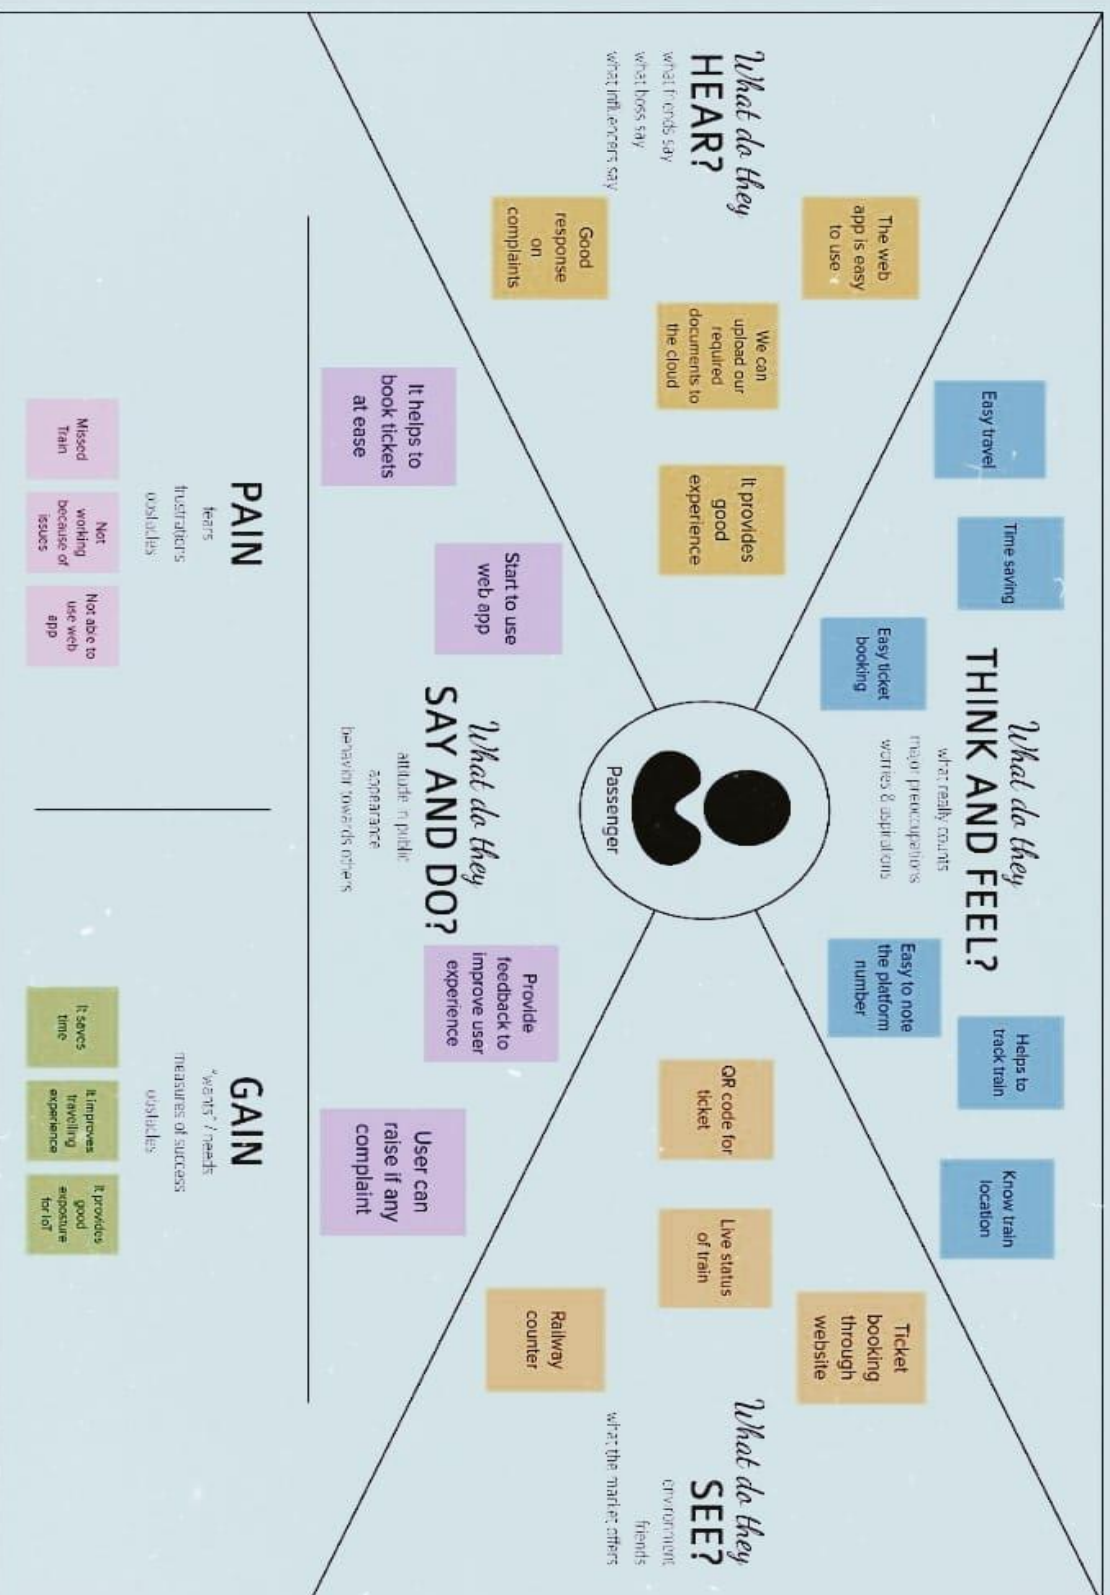 What do they
THINK AND FEEL?
what really counts
major preoccupations
worries & aspirations
Easy travel
Time saving
Easy ticket
booking
Easy to note
the platform
number
Helps to
track train
Know train
location
What do they
HEAR?
what friends say
what boss say
what influencers say
The web
app is easy
to use
We can
upload our
required
documents to
the cloud
Good
response
on
complaints
It provides
good
experience
Passenger
What do they
SEE?
environment
friends
what the market offers
Ticket
booking
through
website
QR code for
ticket
Live status
of train
Railway
counter
What do they
SAY AND DO?
attitude in public
appearance
behavior towards others
It helps to
book tickets
at ease
Start to use
web app
Provide
feedback to
improve user
experience
User can
raise if any
complaint
PAIN
fears
frustrations
obstacles
Missed
Train
Not
working
because of
issues
Not able to
use web
app
GAIN
"wants" / needs
measures of success
obstacles
It saves
time
It improves
travelling
experience
It provides
good
exposture
for IoT